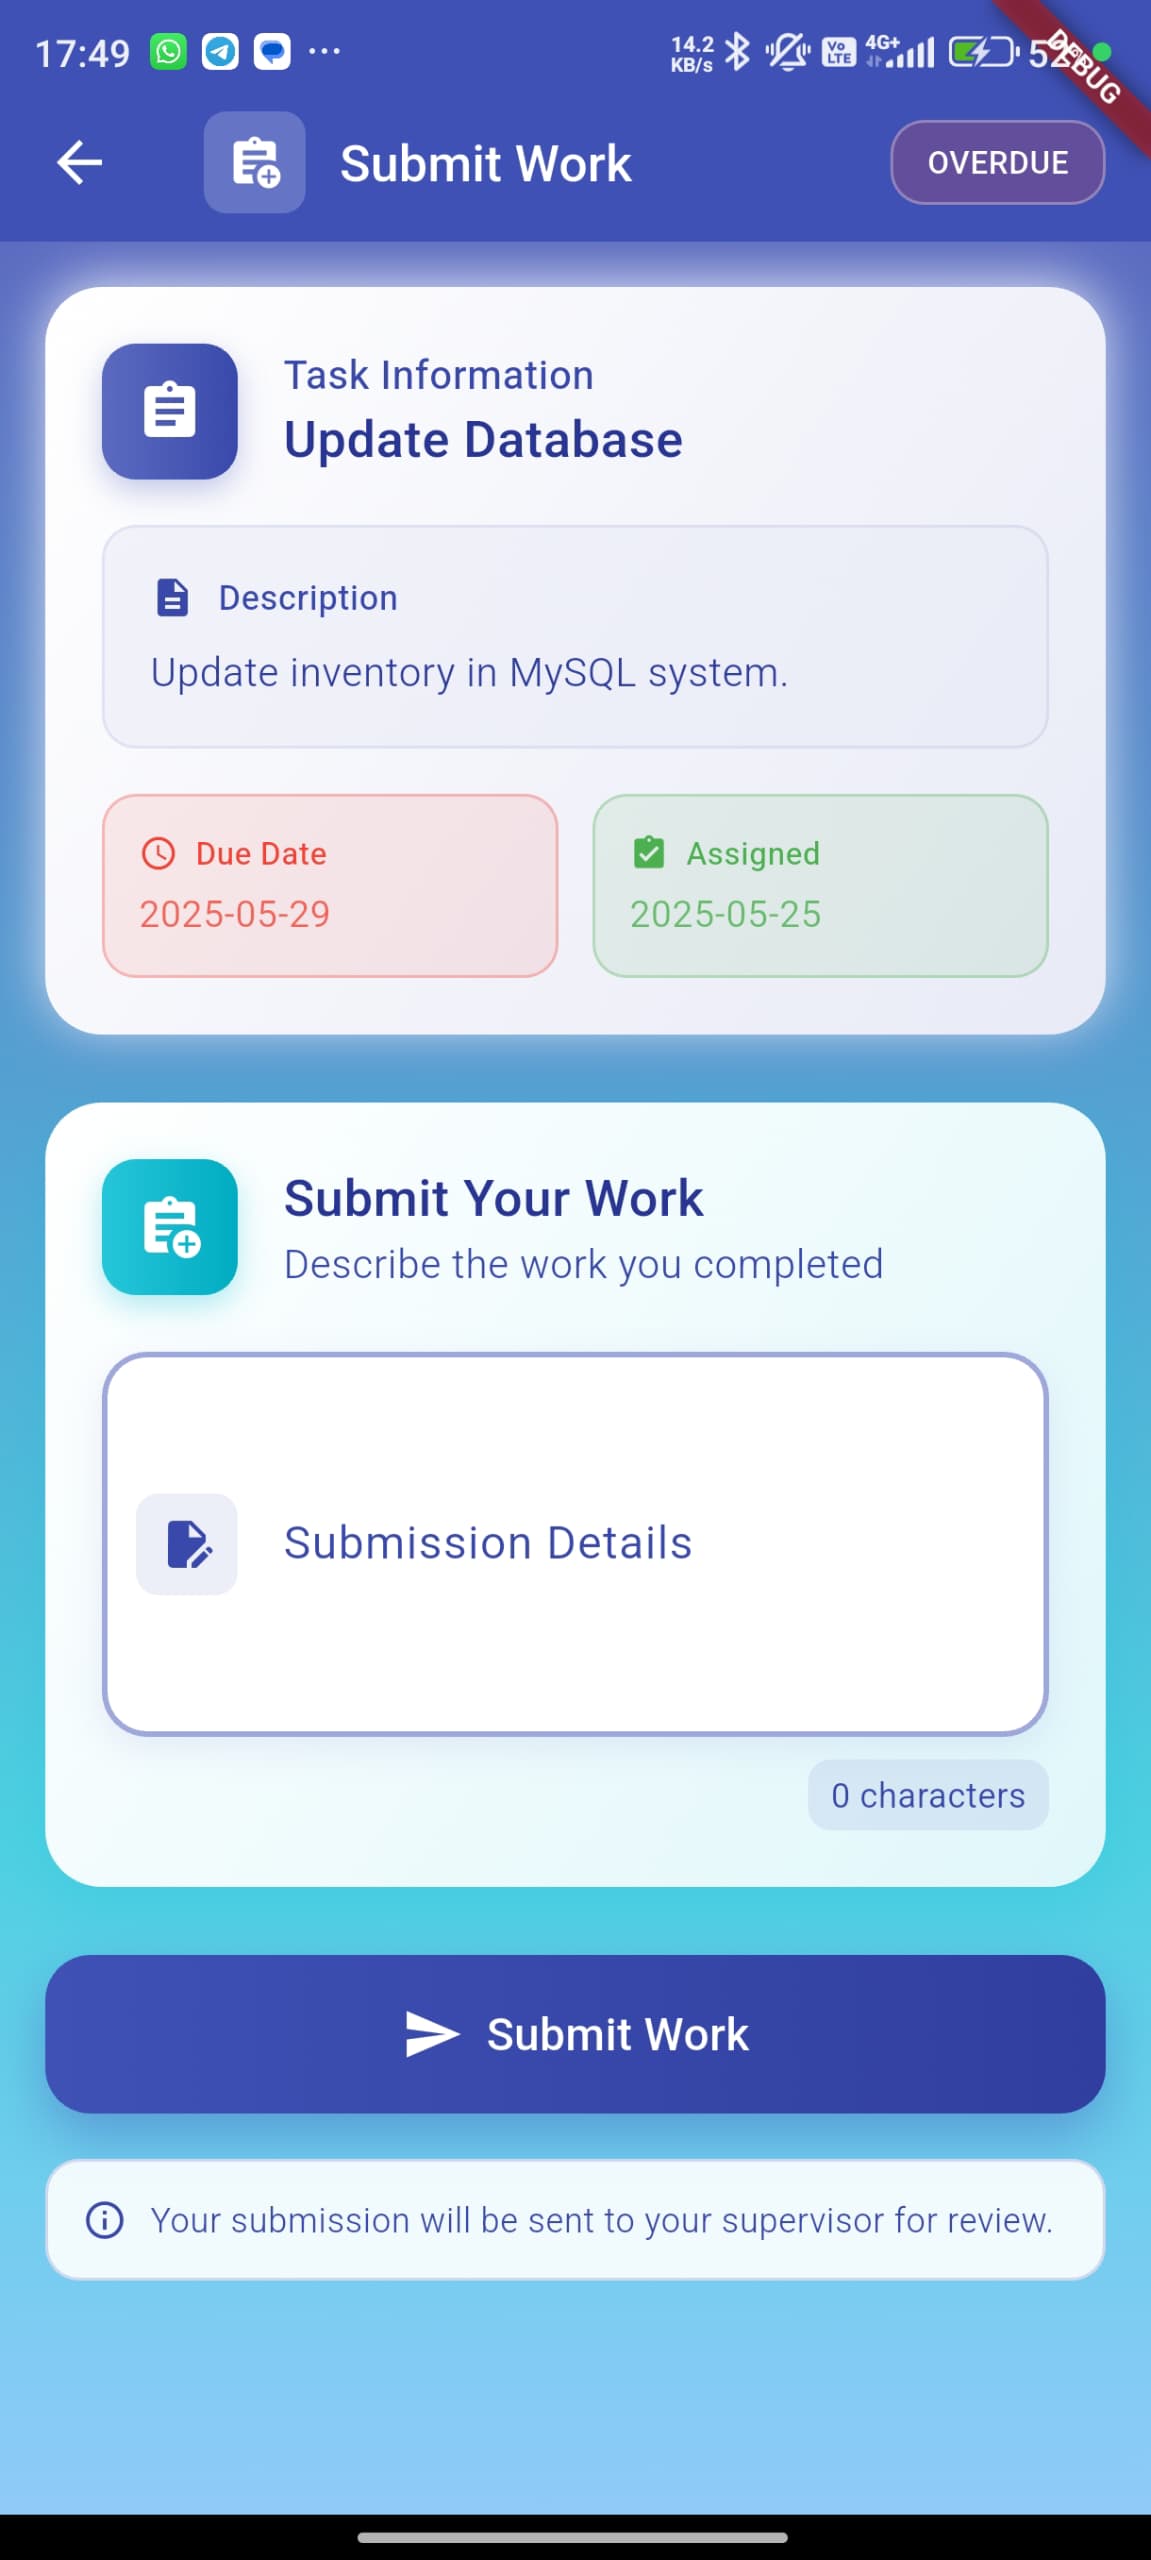 17:49
14.2
KB/s
Vo
LTE
4G+
DEBUG
Submit Work
OVERDUE
Task Information
Update Database
Description
Update inventory in MySQL system.
Due Date
Assigned
2025-05-29
2025-05-25
Submit Your Work
Describe the work you completed
Submission Details
0 characters
Submit Work
Your submission will be sent to your supervisor for review.